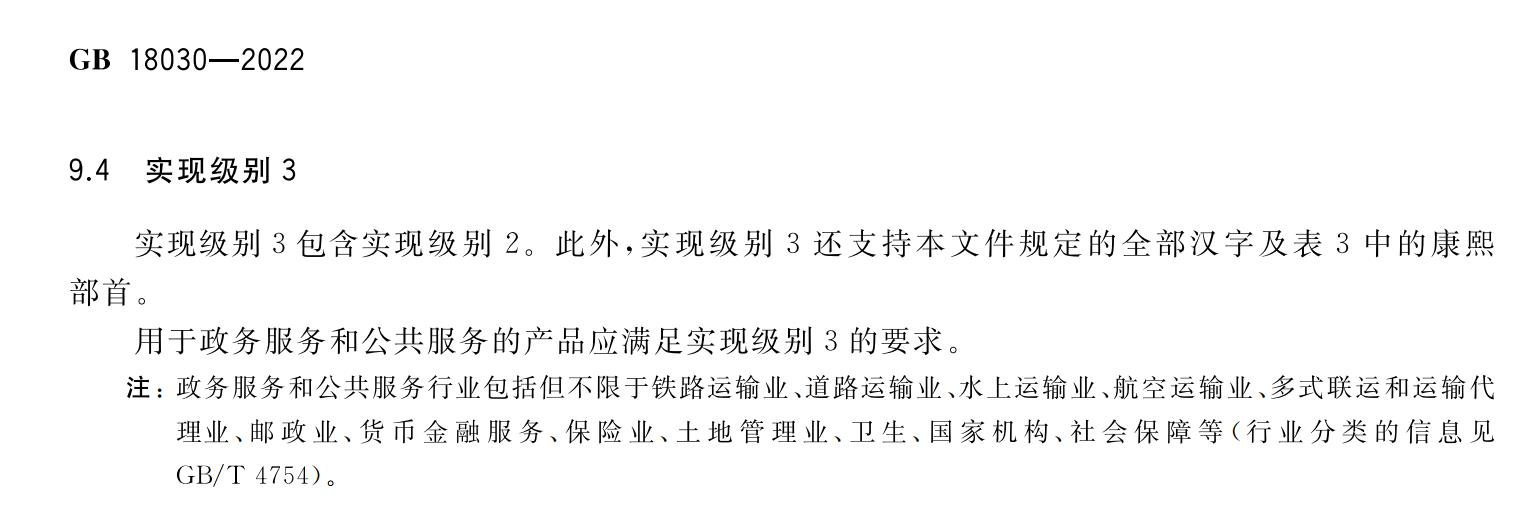 GB 18030—2022
9.4 实现级别 3
实现级别 3 包含实现级别 2。此外,实现级别 3 还支持本文件规定的全部汉字及表 3 中的康熙
部首。
用于政务服务和公共服务的产品应满足实现级别 3 的要求。
注:政务服务和公共服务行业包括但不限于铁路运输业、道路运输业、水上运输业、航空运输业、多式联运和运输代
理业、邮政业、货币金融服务、保险业、土地管理业、卫生、国家机构、社会保障等(行业分类的信息见
GB/T 4754)。